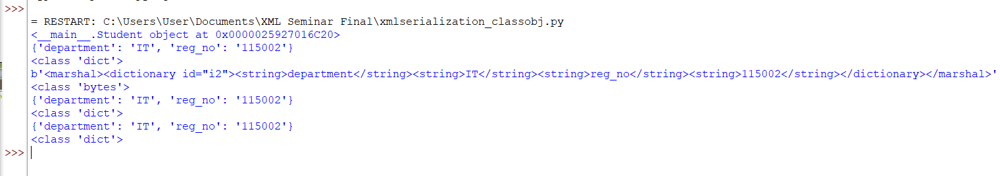 >>>
= RESTART: C:\Users\User\Documents\XML Seminar Final\xmlserialization_classobj.py
<__main__.Student object at 0x0000025927016C20>
{'department': 'IT', 'reg_no': '115002'}
<class 'dict'>
b'<marshal><dictionary id="i2"><string>department</string><string>IT</string><string>reg_no</string><string>115002</string></dictionary></marshal>'
<class 'bytes'>
{'department': 'IT', 'reg_no': '115002'}
<class 'dict'>
{'department': 'IT', 'reg_no': '115002'}
<class 'dict'>
>>>